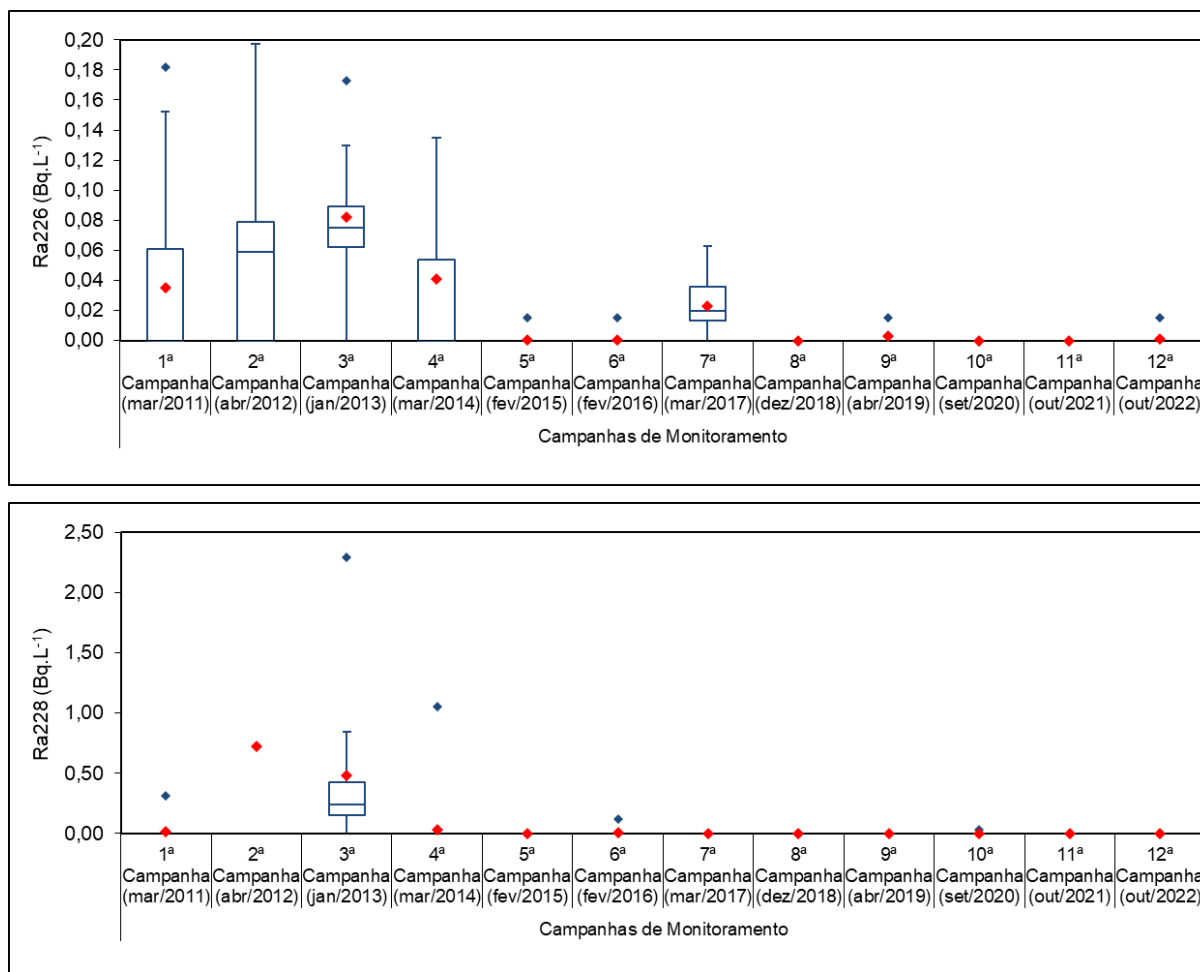 Ra226 (Bq.L⁻¹)
0,20
0,18
0,16
0,14
0,12
0,10
0,08
0,06
0,04
0,02
0,00
1ª Campanha (mar/2011)
2ª Campanha (abr/2012)
3ª Campanha (jan/2013)
4ª Campanha (mar/2014)
5ª Campanha (fev/2015)
6ª Campanha (fev/2016)
7ª Campanha (mar/2017)
8ª Campanha (dez/2018)
9ª Campanha (abr/2019)
10ª Campanha (set/2020)
11ª Campanha (out/2021)
12ª Campanha (out/2022)
Campanhas de Monitoramento
Ra228 (Bq.L⁻¹)
2,50
2,00
1,50
1,00
0,50
0,00
1ª Campanha (mar/2011)
2ª Campanha (abr/2012)
3ª Campanha (jan/2013)
4ª Campanha (mar/2014)
5ª Campanha (fev/2015)
6ª Campanha (fev/2016)
7ª Campanha (mar/2017)
8ª Campanha (dez/2018)
9ª Campanha (abr/2019)
10ª Campanha (set/2020)
11ª Campanha (out/2021)
12ª Campanha (out/2022)
Campanhas de Monitoramento